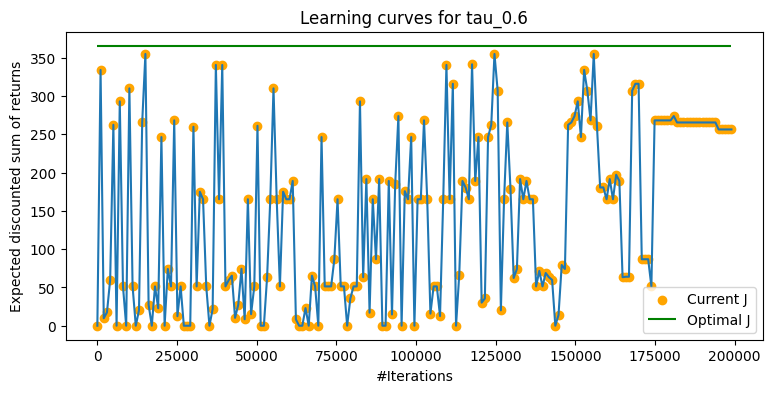 Learning curves for tau_0.6
Expected discounted sum of returns
350
300
250
200
150
100
50
0
0 25000 50000 75000 100000 125000 150000 175000 200000
#Iterations
Current J
Optimal J